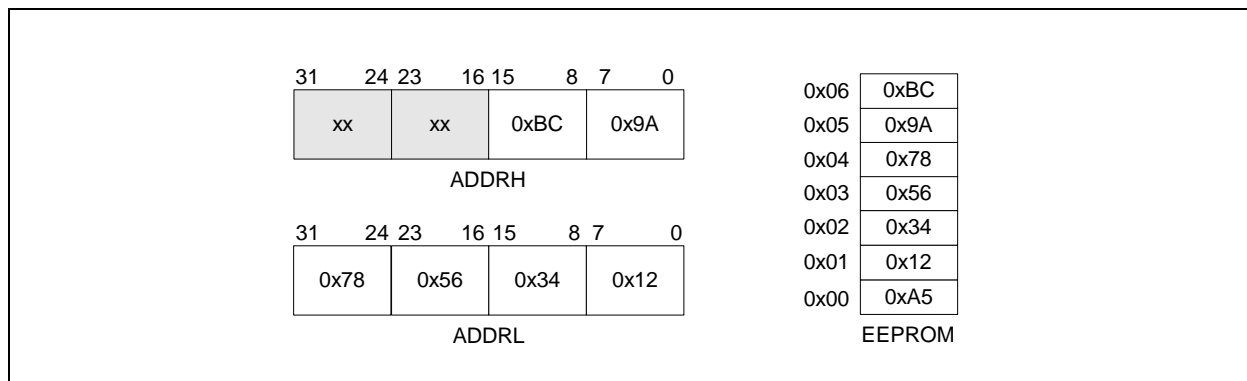 31 24 23 16 15 8 7 0
xx xx 0xBC 0x9A
ADDRH
31 24 23 16 15 8 7 0
0x78 0x56 0x34 0x12
ADDRL
0x06 0xBC
0x05 0x9A
0x04 0x78
0x03 0x56
0x02 0x34
0x01 0x12
0x00 0xA5
EEPROM